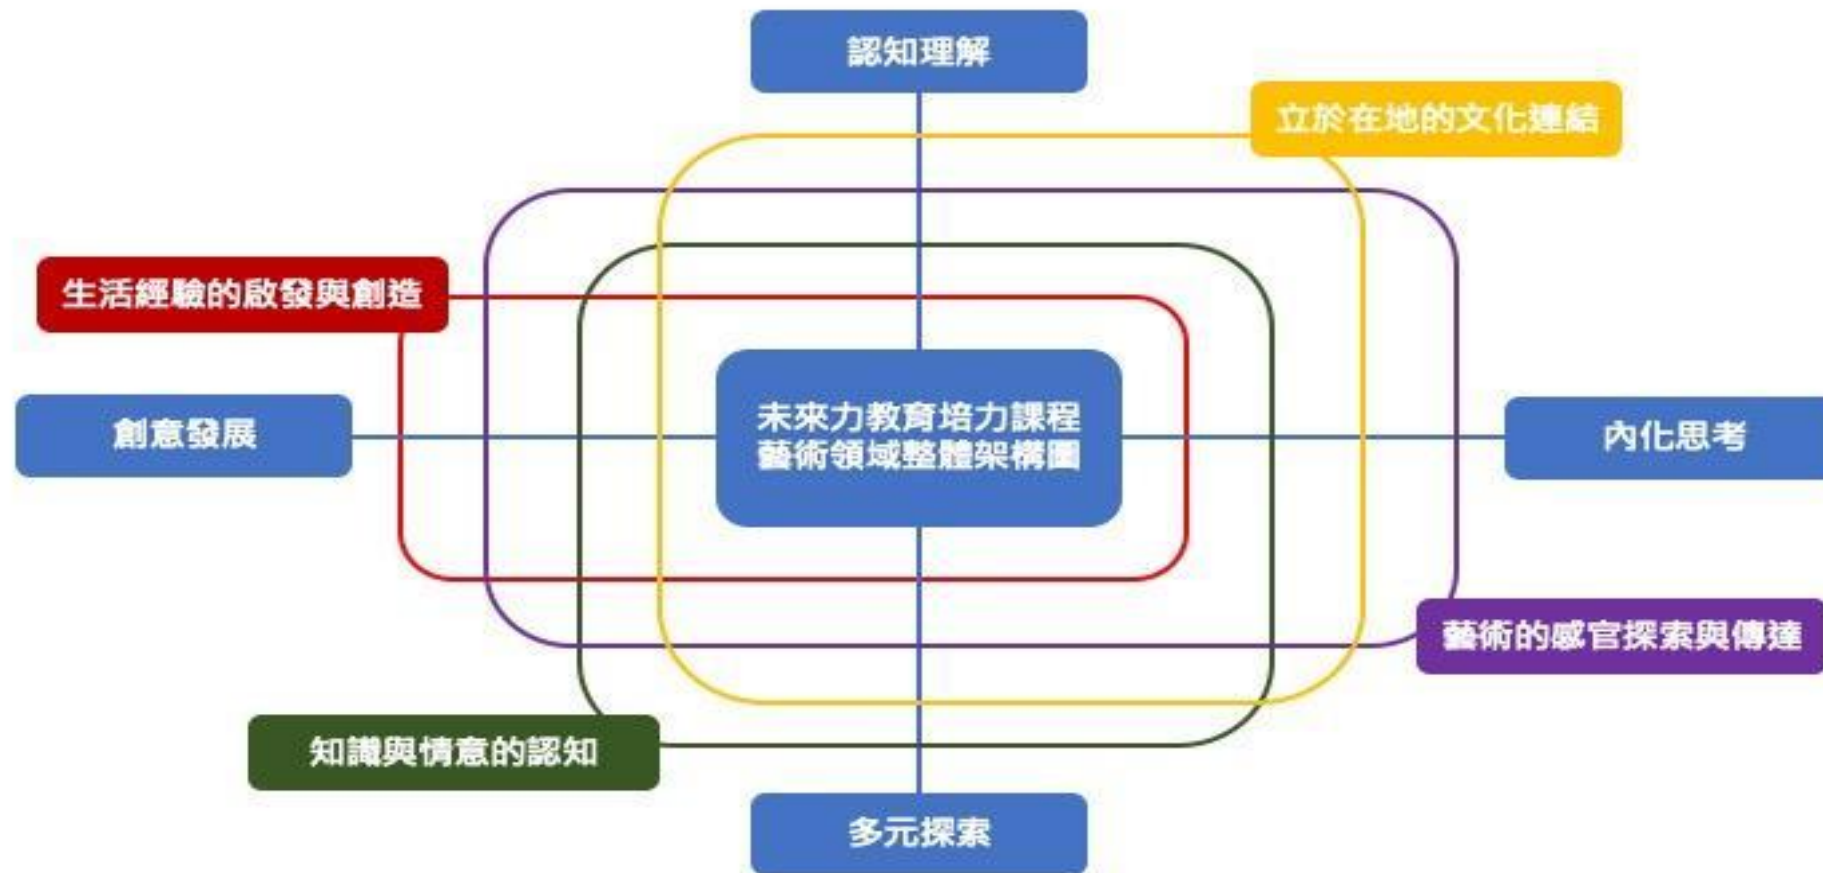 認知理解
立於在地的文化連結
生活經驗的啟發與創造
創意發展
未來力教育培力課程
藝術領域整體架構圖
內化思考
藝術的感官探索與傳達
知識與情意的認知
多元探索